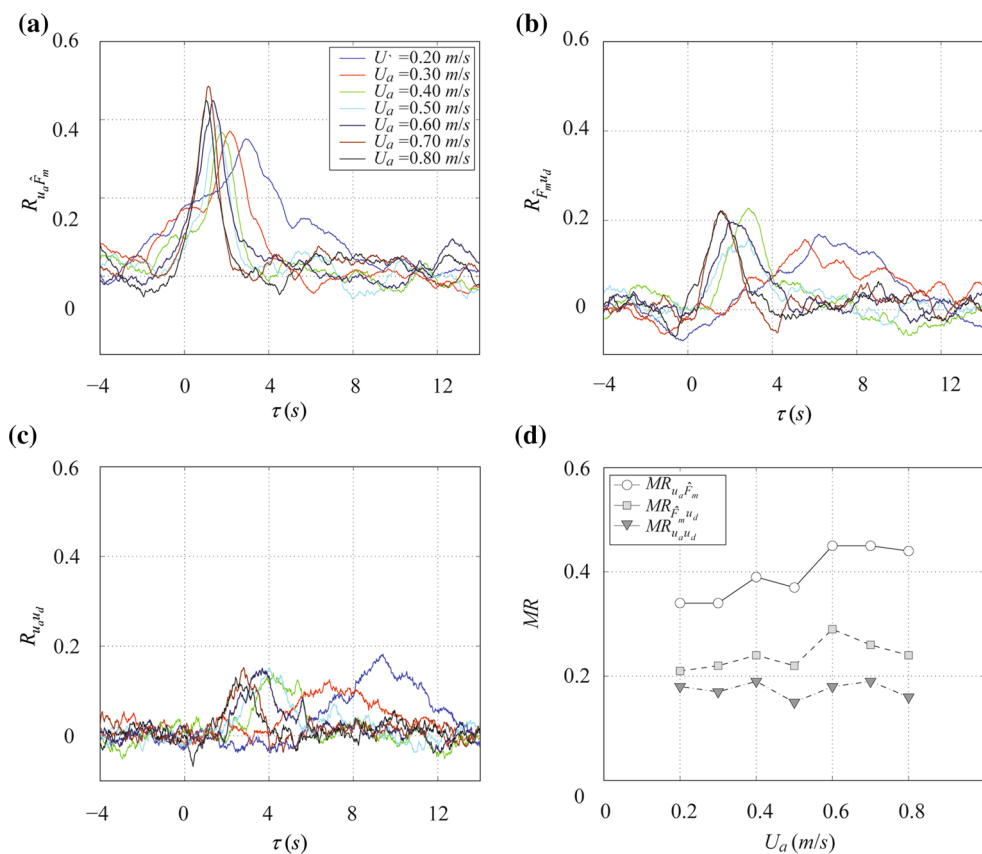 (a)
0.6
0.4
0.2
0
R_{u_a F̂_m}
U` =0.20 m/s
U_a =0.30 m/s
U_a =0.40 m/s
U_a =0.50 m/s
U_a =0.60 m/s
U_a =0.70 m/s
U_a =0.80 m/s
−4 0 4 8 12
τ (s)
(b)
0.6
0.4
0.2
0
R_{F̂_m u_d}
−4 0 4 8 12
τ (s)
(c)
0.6
0.4
0.2
0
R_{u_a u_d}
−4 0 4 8 12
τ (s)
(d)
0.6
0.4
0.2
0
MR
MR_{u_a F̂_m}
MR_{F̂_m u_d}
MR_{u_a u_d}
0 0.2 0.4 0.6 0.8
U_a (m/s)